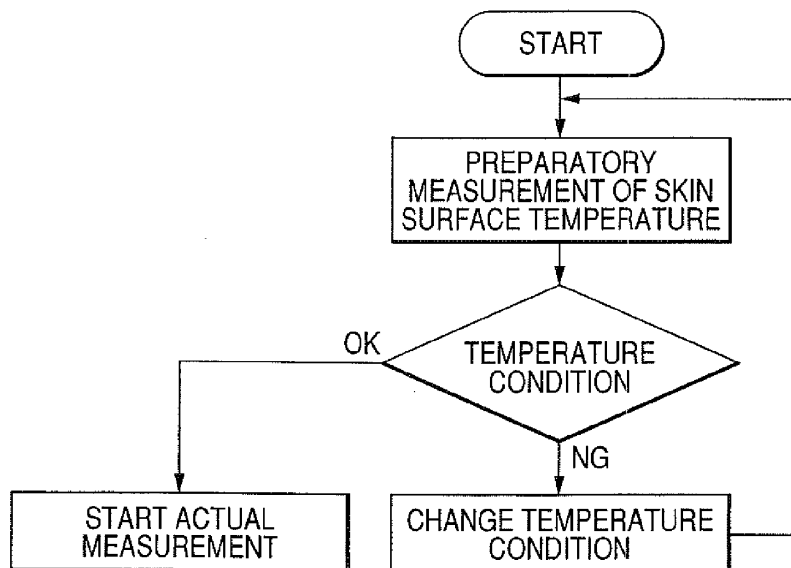 START
PREPARATORY
MEASUREMENT OF SKIN
SURFACE TEMPERATURE
OK
TEMPERATURE
CONDITION
NG
START ACTUAL
MEASUREMENT
CHANGE TEMPERATURE
CONDITION